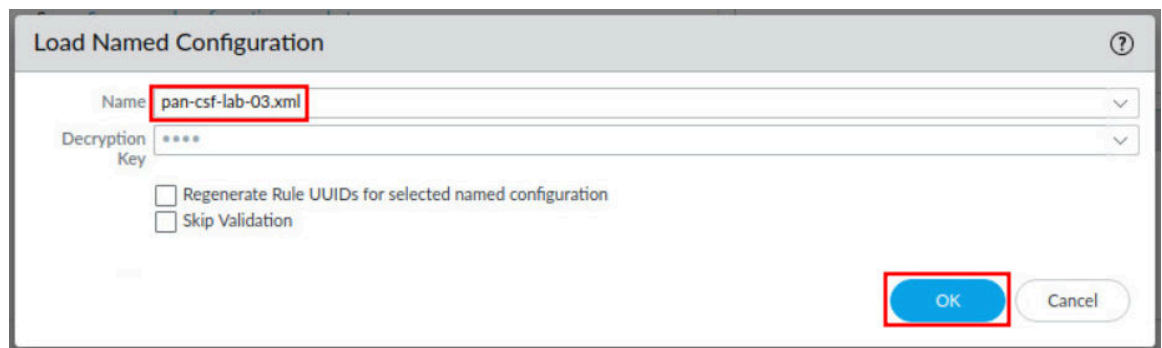 Load Named Configuration
Name pan-csf-lab-03.xml
Decryption Key ••••
Regenerate Rule UUIDs for selected named configuration
Skip Validation
OK Cancel